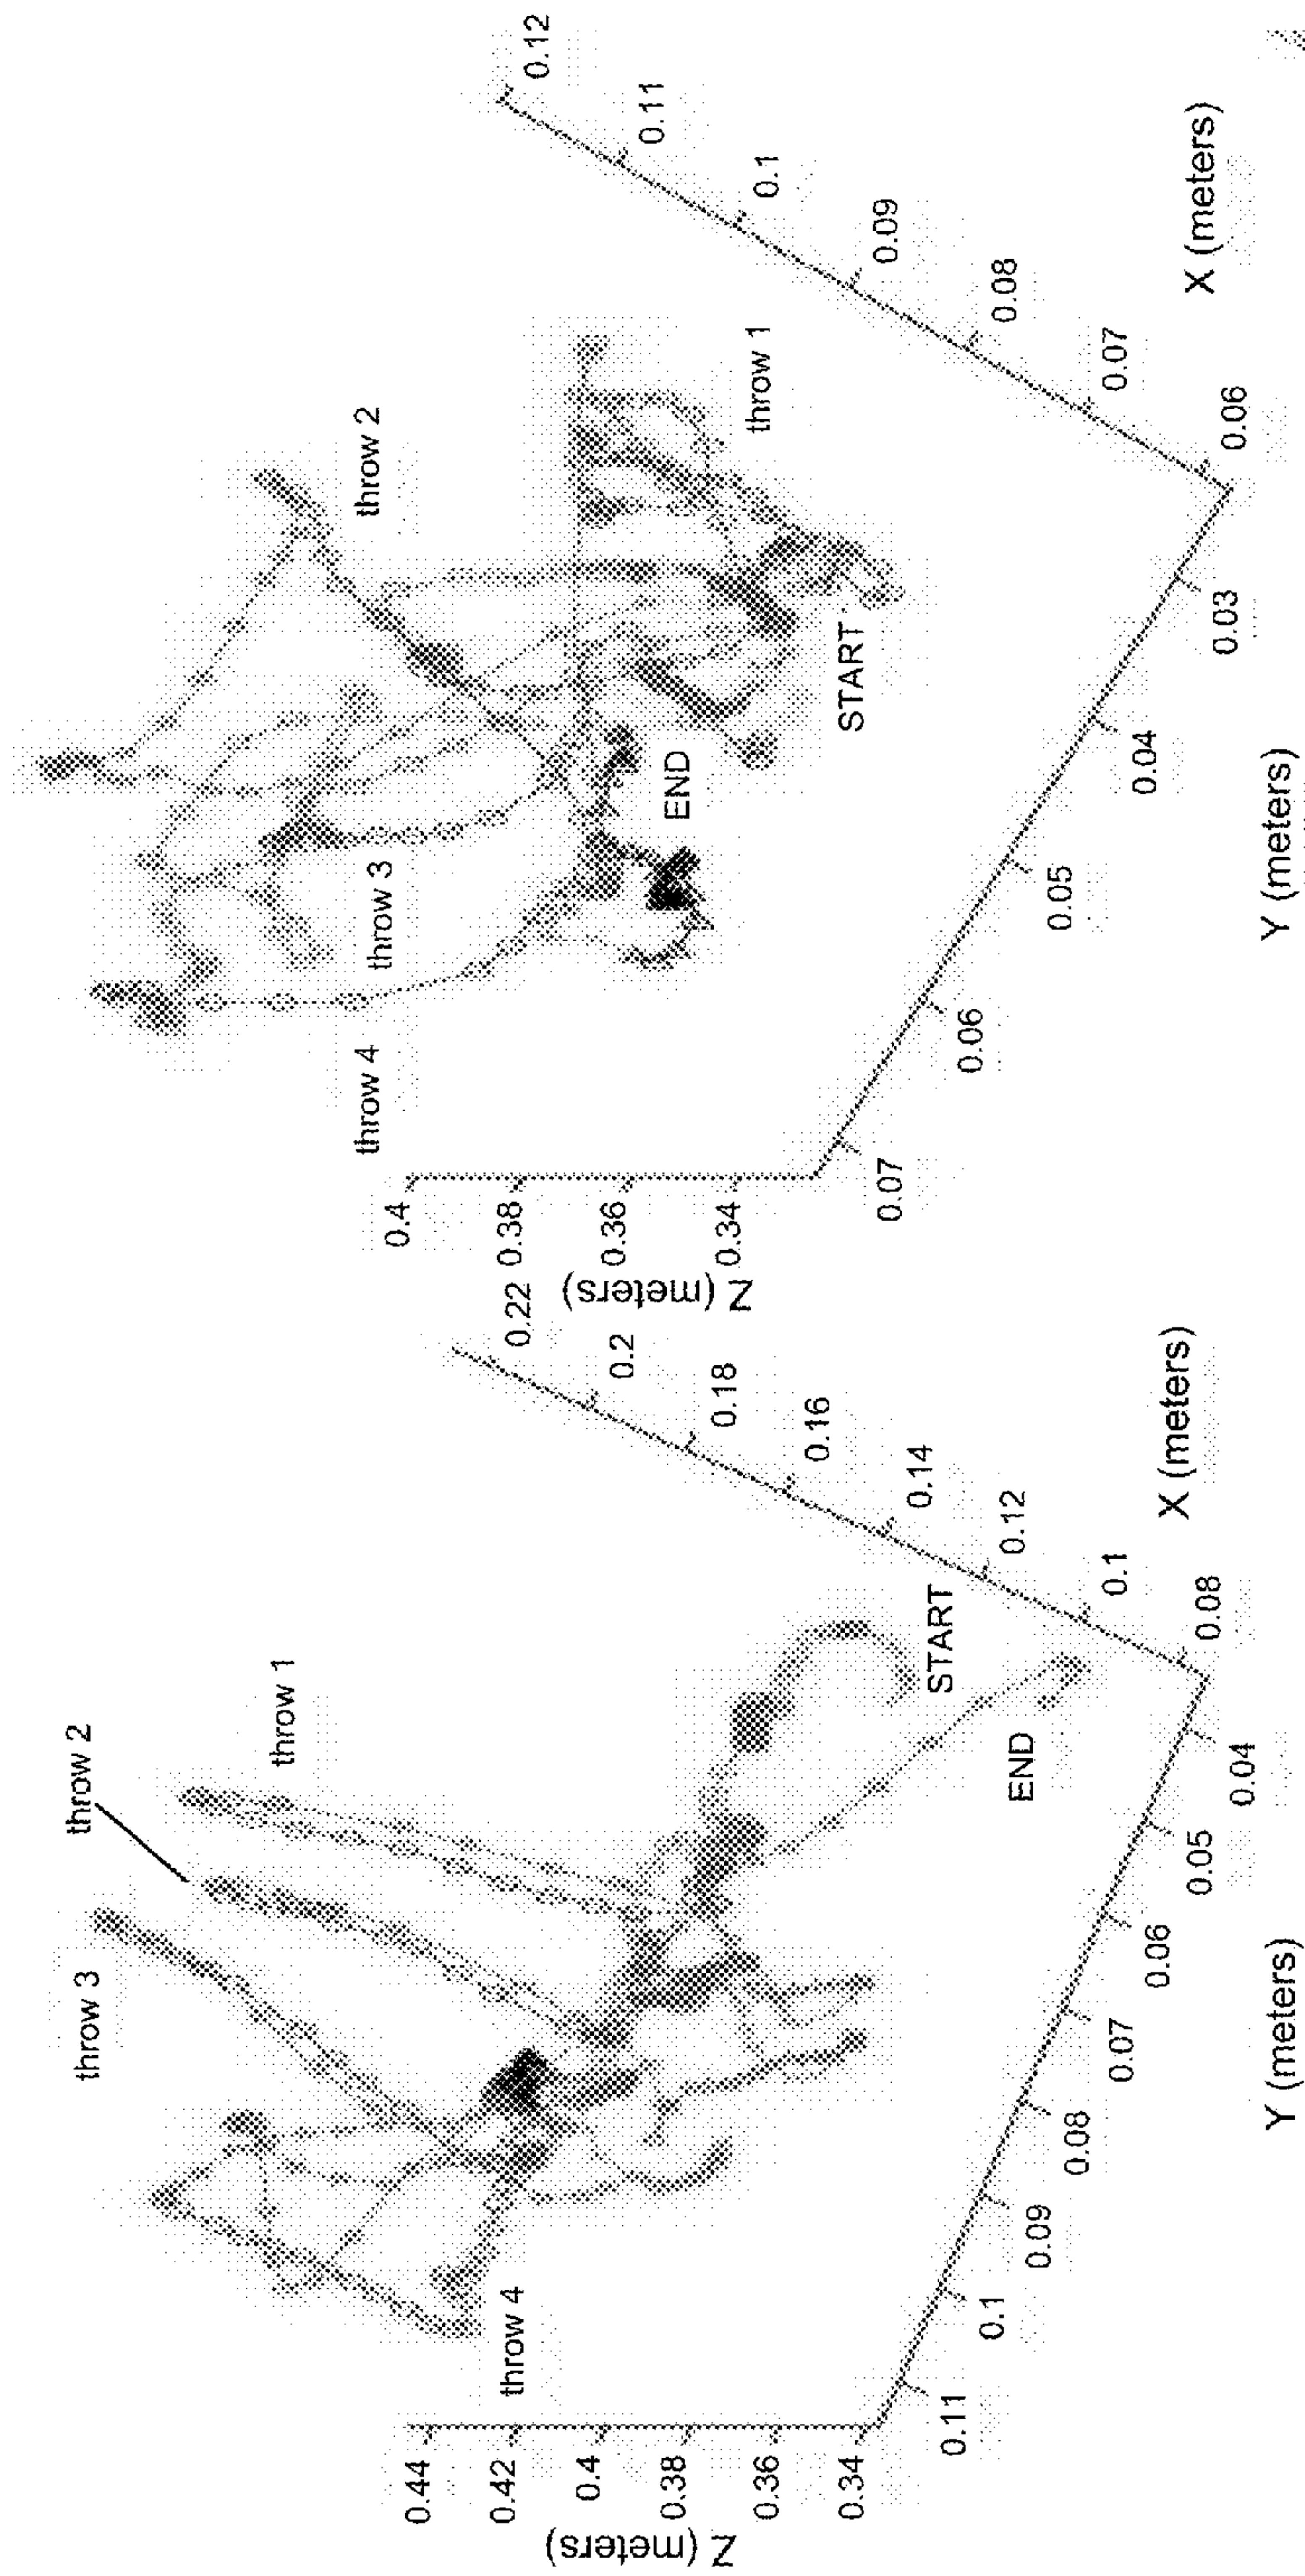 throw 3
throw 2
throw 1
throw 4
START
END
Z (meters)
0.44
0.42
0.4
0.38
0.36
0.34
Y (meters)
0.11
0.1
0.09
0.08
0.07
0.06
0.05
0.04
X (meters)
0.08
0.1
0.12
0.14
0.16
0.18
0.2
0.22
throw 4
throw 3
throw 2
throw 1
START
END
Z (meters)
0.4
0.38
0.36
0.34
Y (meters)
0.07
0.06
0.05
0.04
0.03
X (meters)
0.06
0.07
0.08
0.09
0.1
0.11
0.12